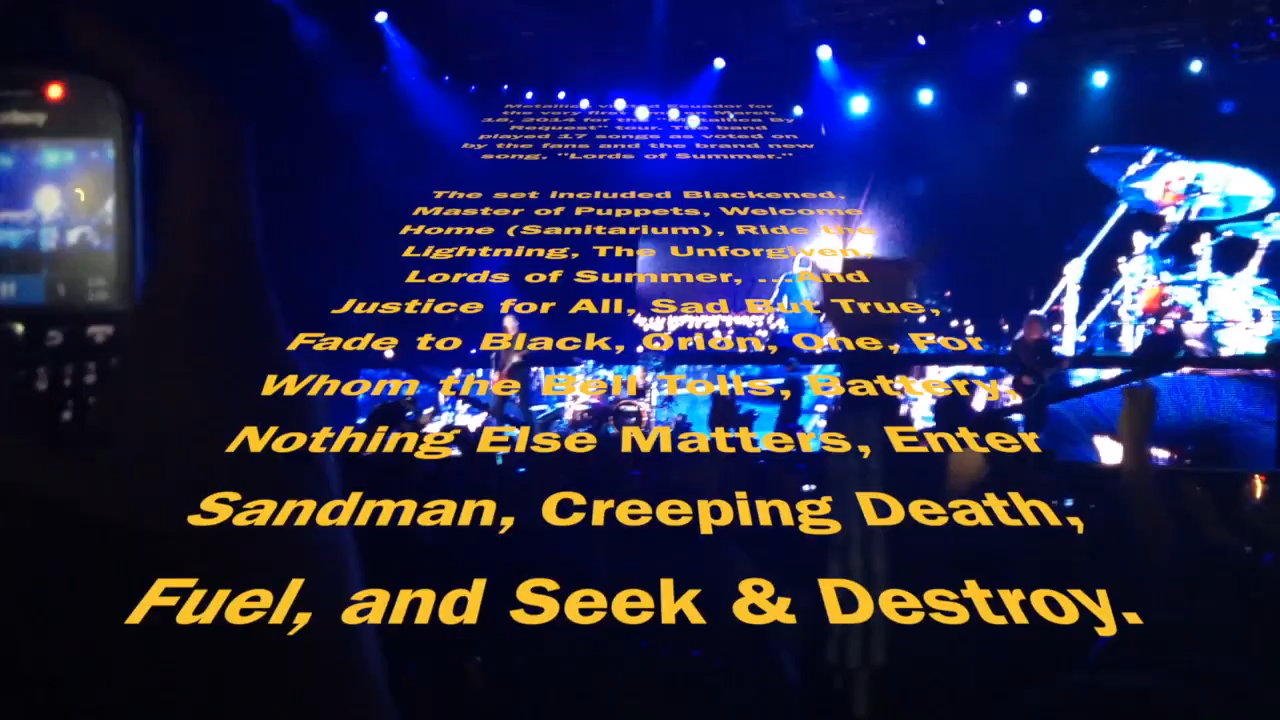 Metallica visited Ecuador for
the very first time on March
18, 2014 for the "Metallica By
Request" tour. The band
played 17 songs as voted on
by the fans and the brand new
song, "Lords of Summer."
The set included Blackened,
Master of Puppets, Welcome
Home (Sanitarium), Ride the
Lightning, The Unforgiven,
Lords of Summer, ...And
Justice for All, Sad But True,
Fade to Black, Orion, One, For
Whom the Bell Tolls, Battery,
Nothing Else Matters, Enter
Sandman, Creeping Death,
Fuel, and Seek & Destroy.